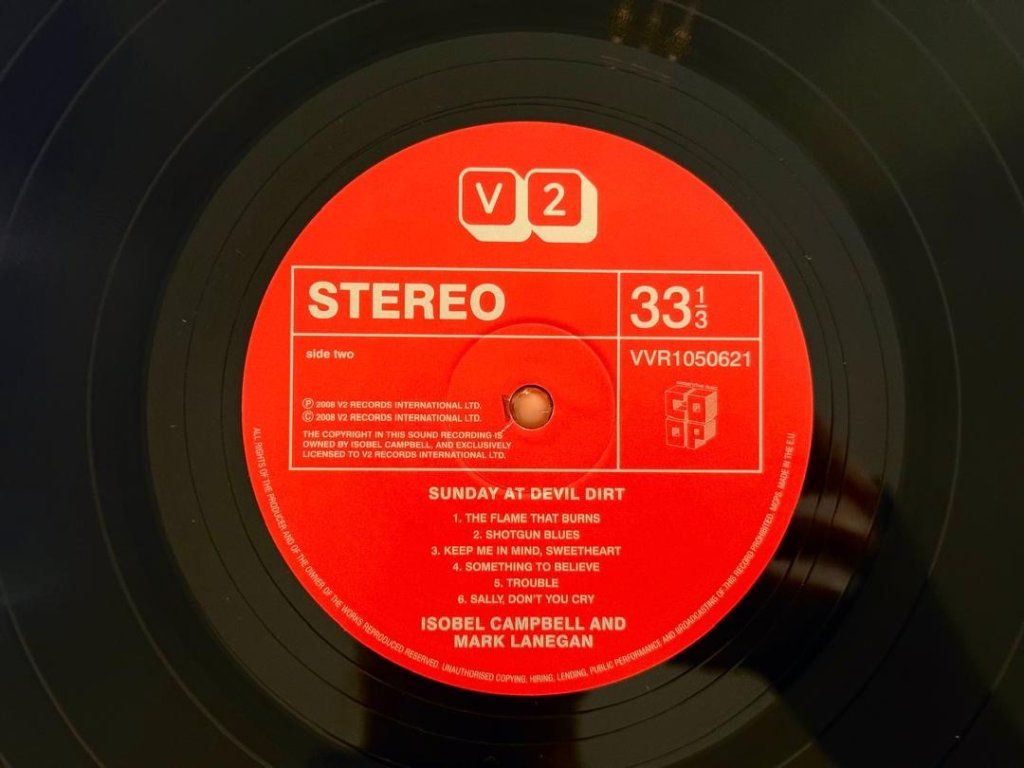 V2
STEREO
33 1/3
side two
VVR1050621
Ⓟ 2008 V2 RECORDS INTERNATIONAL LTD.
© 2008 V2 RECORDS INTERNATIONAL LTD.
THE COPYRIGHT IN THIS SOUND RECORDING IS
OWNED BY ISOBEL CAMPBELL, AND EXCLUSIVELY
LICENSED TO V2 RECORDS INTERNATIONAL LTD.
CO
OP
SUNDAY AT DEVIL DIRT
1. THE FLAME THAT BURNS
2. SHOTGUN BLUES
3. KEEP ME IN MIND, SWEETHEART
4. SOMETHING TO BELIEVE
5. TROUBLE
6. SALLY, DON'T YOU CRY
ISOBEL CAMPBELL AND
MARK LANEGAN
ALL RIGHTS OF THE PRODUCER AND OF THE OWNER OF THE WORKS REPRODUCED RESERVED. UNAUTHORISED COPYING, HIRING, LENDING, PUBLIC PERFORMANCE AND BROADCASTING OF THIS RECORD PROHIBITED. MCPS. MADE IN THE E.U.